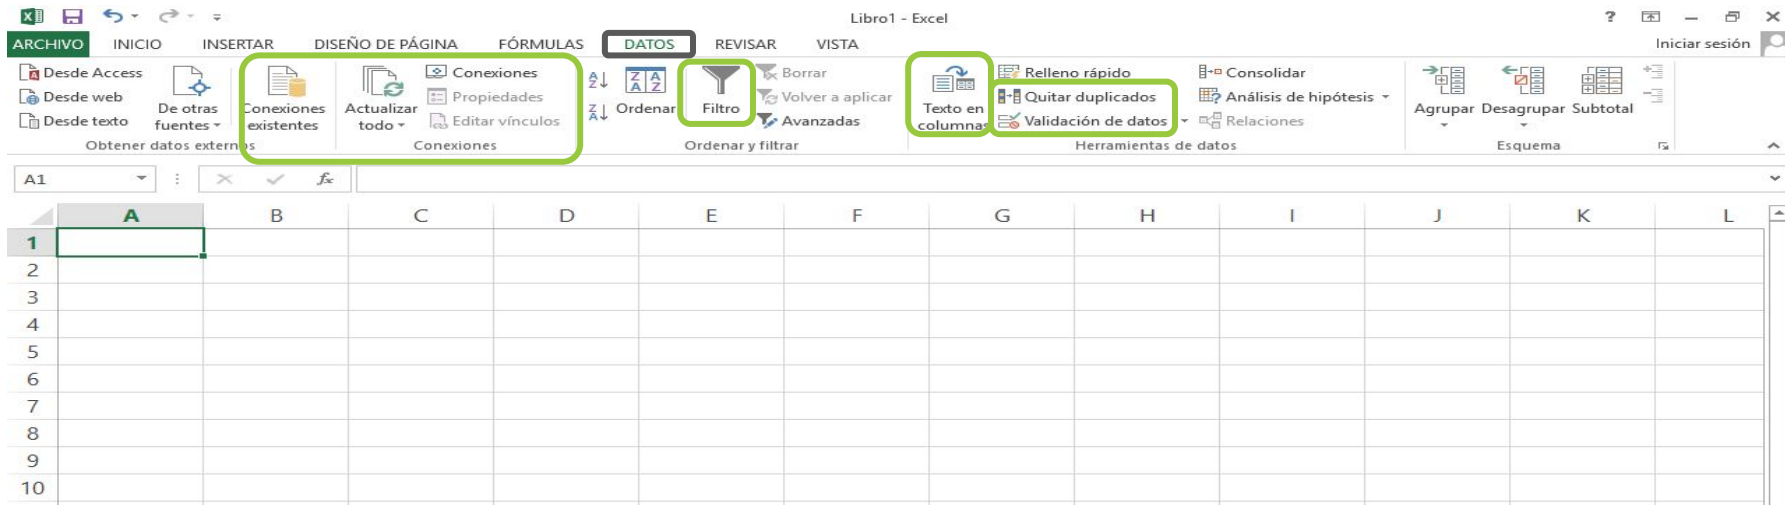 Libro1 - Excel
?
ARCHIVO INICIO INSERTAR DISEÑO DE PÁGINA FÓRMULAS DATOS REVISAR VISTA Iniciar sesión
Desde Access
Desde web
Desde texto
De otras
fuentes
Conexiones
existentes
Obtener datos externos
Actualizar
todo
Conexiones
Propiedades
Editar vínculos
Conexiones
A
Z
Z
A
Z A
A Z
Ordenar
Filtro
Borrar
Volver a aplicar
Avanzadas
Ordenar y filtrar
Texto en
columnas
Relleno rápido
Quitar duplicados
Validación de datos
Consolidar
Análisis de hipótesis
Relaciones
Herramientas de datos
Agrupar Desagrupar Subtotal
Esquema
A1 fx
A B C D E F G H I J K L
1
2
3
4
5
6
7
8
9
10